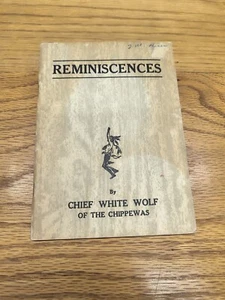 REMINISCENCES
By
CHIEF WHITE WOLF
OF THE CHIPPEWAS